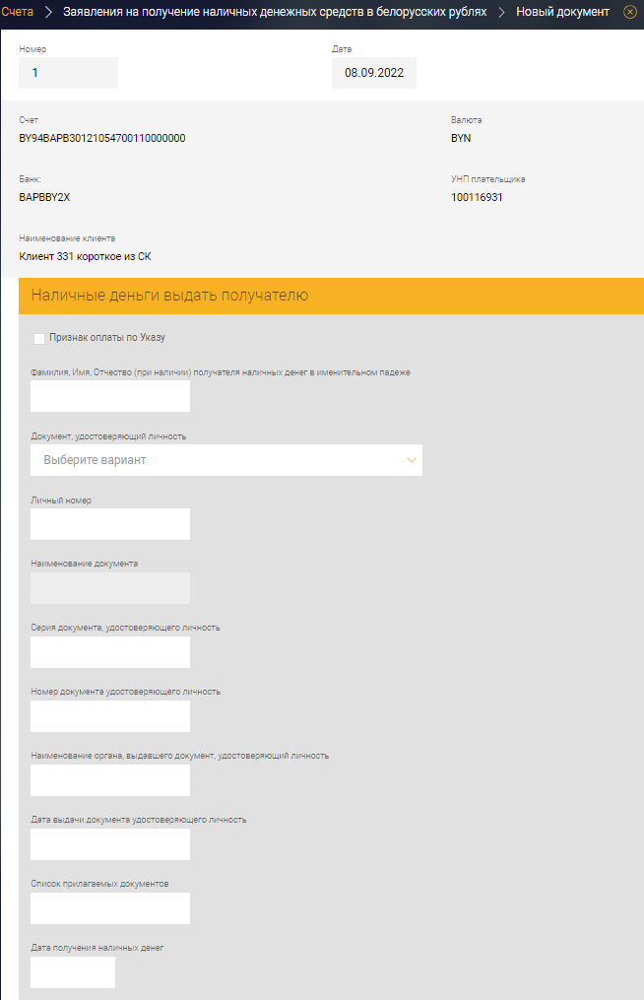 Счета > Заявления на получение наличных денежных средств в белорусских рублях > Новый документ
Номер Дата
1 08.09.2022
Счет Валюта
BY94BAPB30121054700110000000 BYN
Банк: УНП плательщика
BAPBBY2X 100116931
Наименование клиента
Клиент 331 короткое из СК
Наличные деньги выдать получателю
Признак оплаты по Указу
Фамилия, Имя, Отчество (при наличии) получателя наличных денег в именительном падеже
Документ, удостоверяющий личность
Выберите вариант
Личный номер
Наименование документа
Серия документа, удостоверяющего личность
Номер документа удостоверяющего личность
Наименование органа, выдавшего документ, удостоверяющий личность
Дата выдачи документа удостоверяющего личность
Список прилагаемых документов
Дата получения наличных денег